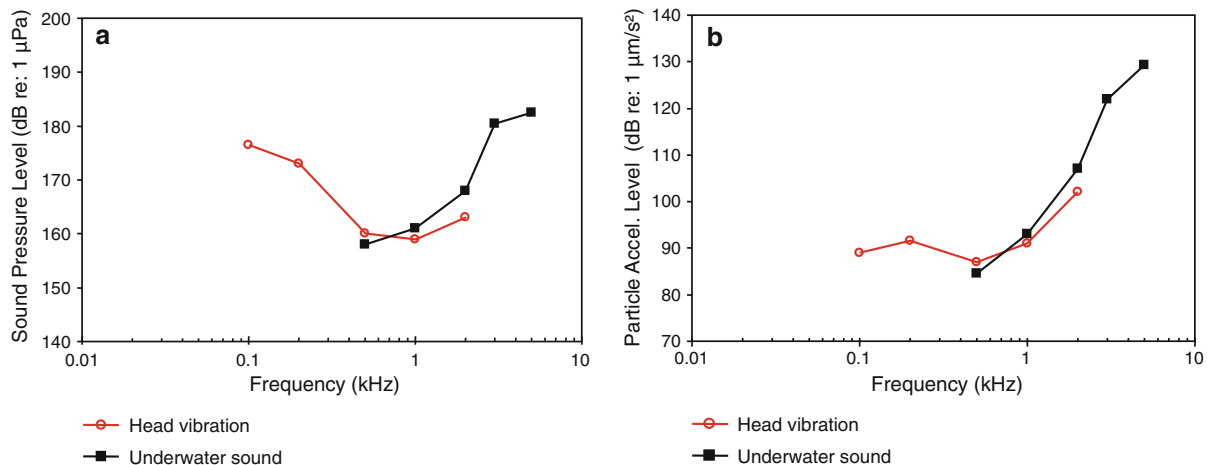 a
Sound Pressure Level (dB re: 1 μPa)
200
190
180
170
160
150
140
0.01
0.1
1
10
Frequency (kHz)
Head vibration
Underwater sound
b
Particle Accel. Level (dB re: 1 μm/s²)
140
130
120
110
100
90
80
70
0.01
0.1
1
10
Frequency (kHz)
Head vibration
Underwater sound